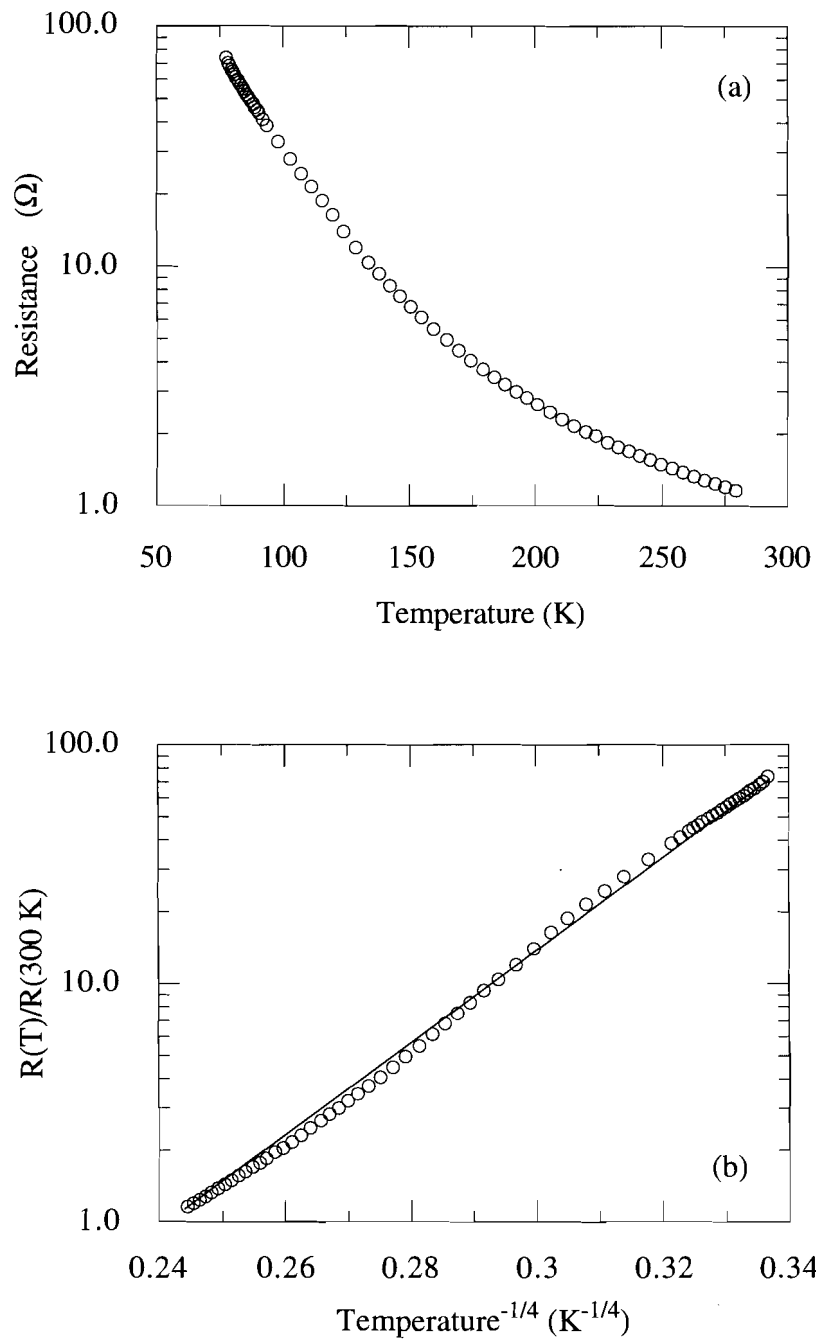 100.0
(a)
Resistance (Ω)
10.0
1.0
50 100 150 200 250 300
Temperature (K)
100.0
R(T)/R(300 K)
10.0
(b)
1.0
0.24 0.26 0.28 0.3 0.32 0.34
Temperature^-1/4 (K^-1/4)